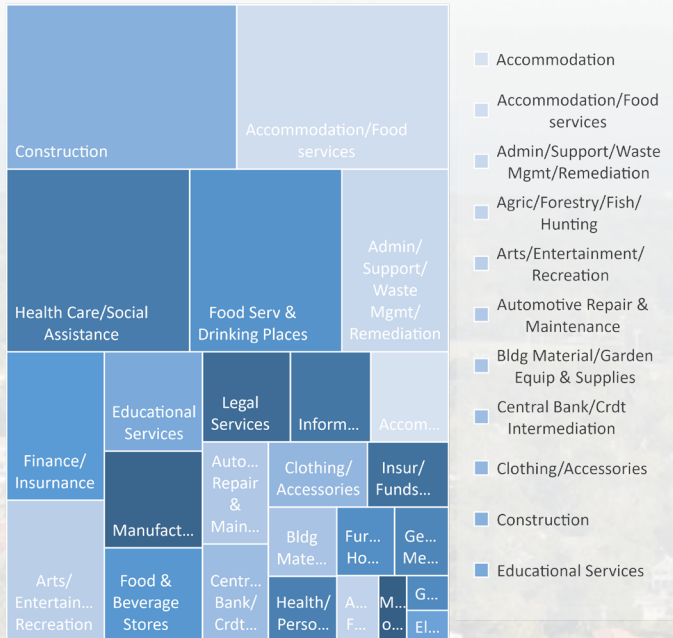 Construction
Accommodation/Food
services
Health Care/Social
Assistance
Food Serv &
Drinking Places
Admin/
Support/
Waste
Mgmt/
Remediation
Finance/
Insurnance
Educational
Services
Legal
Services
Inform...
Accom...
Manufact...
Auto...
Repair
&
Main...
Clothing/
Accessories
Insur/
Funds...
Arts/
Entertain...
Recreation
Food &
Beverage
Stores
Centr...
Bank/
Crdt...
Bldg
Mate...
Fur...
Ho...
Ge...
Me...
Health/
Perso...
A...
F...
M...
o...
G...
El...
Accommodation
Accommodation/Food
services
Admin/Support/Waste
Mgmt/Remediation
Agric/Forestry/Fish/
Hunting
Arts/Entertainment/
Recreation
Automotive Repair &
Maintenance
Bldg Material/Garden
Equip & Supplies
Central Bank/Crdt
Intermediation
Clothing/Accessories
Construction
Educational Services